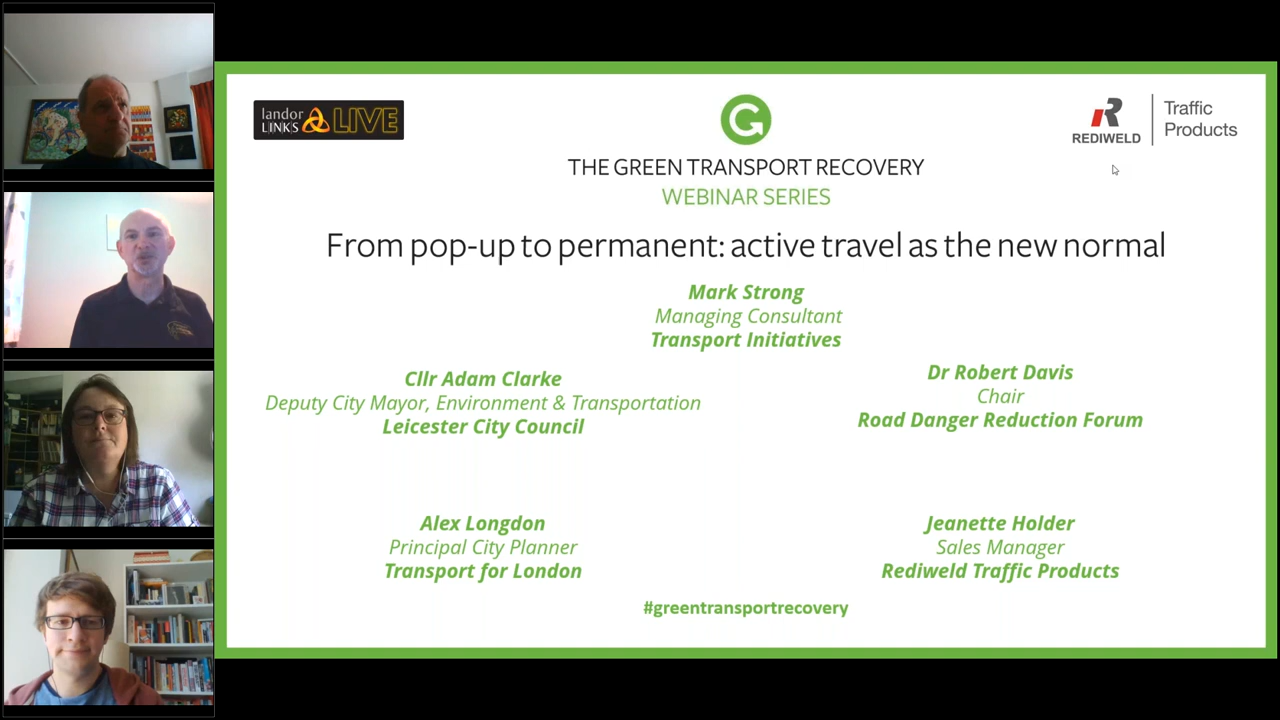 landor
LINKS LIVE
G
REDIWELD
Traffic
Products
THE GREEN TRANSPORT RECOVERY
WEBINAR SERIES
From pop-up to permanent: active travel as the new normal
Mark Strong
Managing Consultant
Transport Initiatives
Cllr Adam Clarke
Deputy City Mayor, Environment & Transportation
Leicester City Council
Dr Robert Davis
Chair
Road Danger Reduction Forum
Alex Longdon
Principal City Planner
Transport for London
Jeanette Holder
Sales Manager
Rediweld Traffic Products
#greentransportrecovery